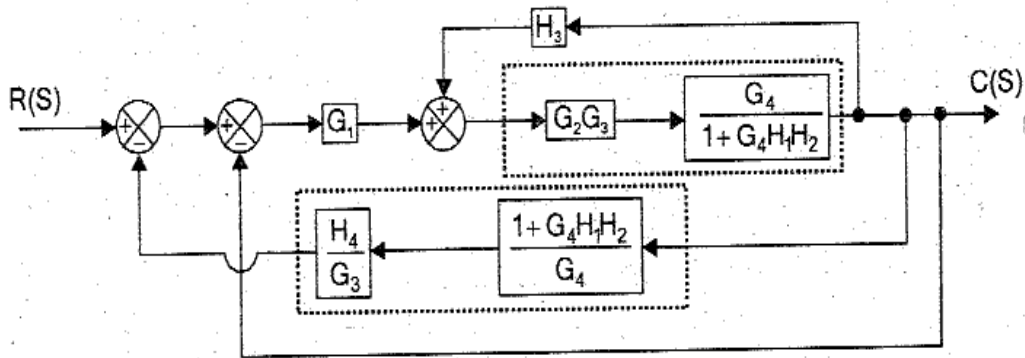 H₃
R(S)
C(S)
+
−
+
−
G₁
+
+
G₂G₃
G₄
1 + G₄H₁H₂
H₄
G₃
1 + G₄H₁H₂
G₄